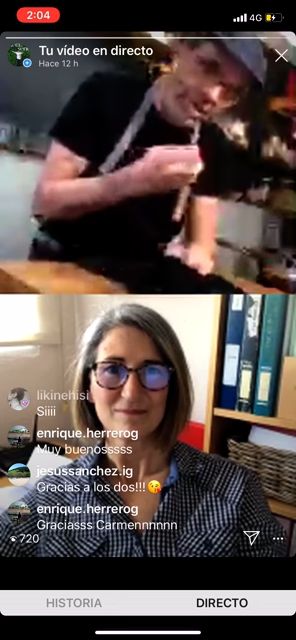 2:04
4G
Tu vídeo en directo
Hace 12 h
likinehisi
Siiii
enrique.herrerog
Muy buenosssss
jesussanchez.ig
Gracias a los dos!!!😘
enrique.herrerog
Graciasss Carmennnnnn
720
HISTORIA DIRECTO